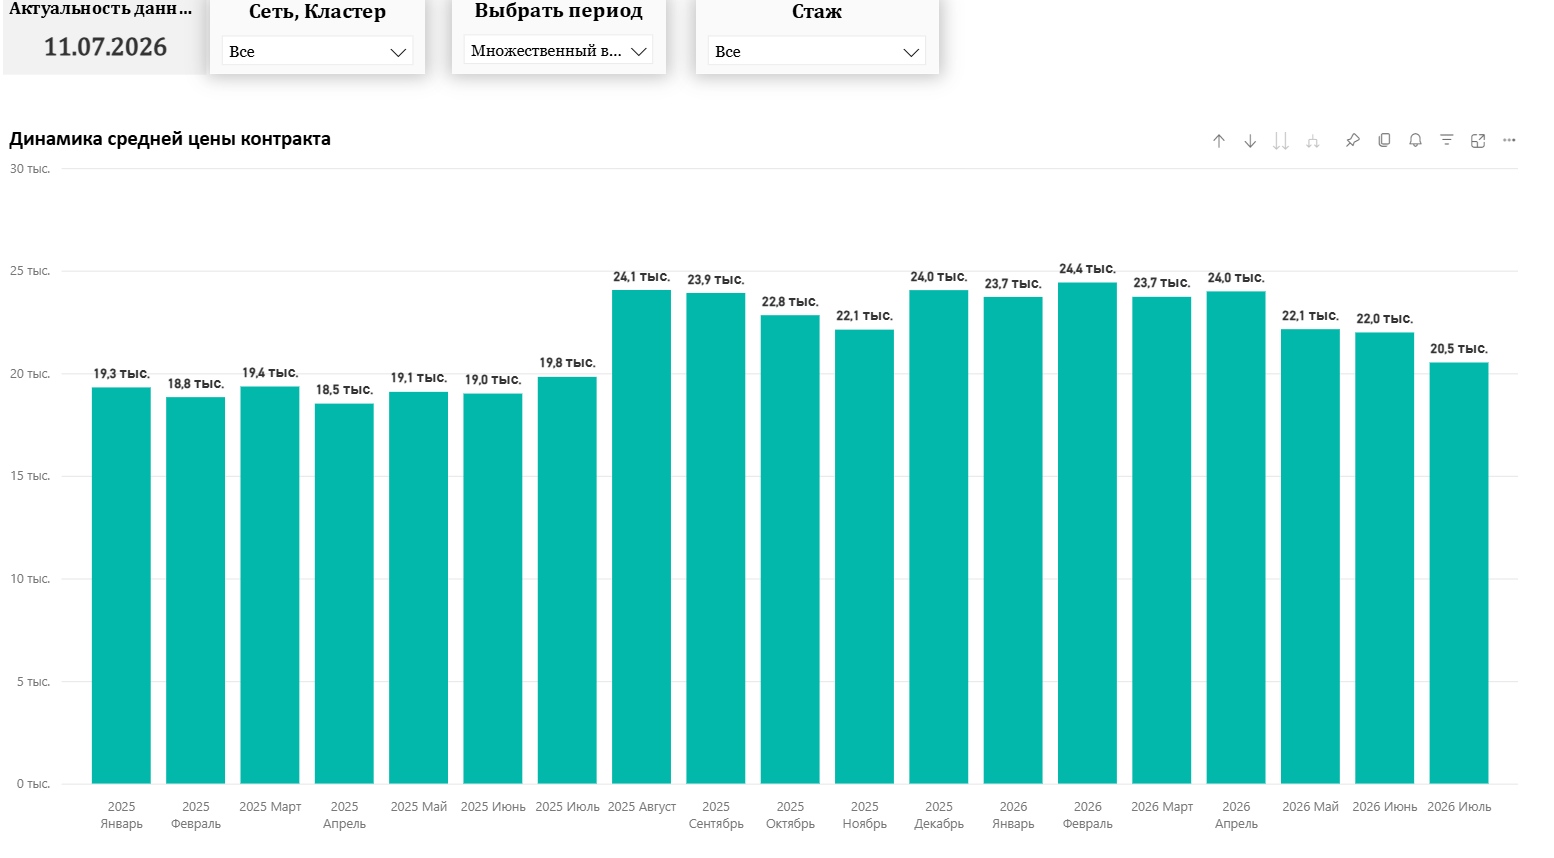 Актуальность данн...
11.07.2026
Сеть, Кластер
Все
Выбрать период
Множественный в...
Стаж
Все
Динамика средней цены контракта
30 тыс.
25 тыс.
20 тыс.
15 тыс.
10 тыс.
5 тыс.
0 тыс.
19,3 тыс.
18,8 тыс.
19,4 тыс.
18,5 тыс.
19,1 тыс.
19,0 тыс.
19,8 тыс.
24,1 тыс.
23,9 тыс.
22,8 тыс.
22,1 тыс.
24,0 тыс.
23,7 тыс.
24,4 тыс.
23,7 тыс.
24,0 тыс.
22,1 тыс.
22,0 тыс.
20,5 тыс.
2025
Январь
2025
Февраль
2025 Март
2025
Апрель
2025 Май
2025 Июнь
2025 Июль
2025 Август
2025
Сентябрь
2025
Октябрь
2025
Ноябрь
2025
Декабрь
2026
Январь
2026
Февраль
2026 Март
2026
Апрель
2026 Май
2026 Июнь
2026 Июль